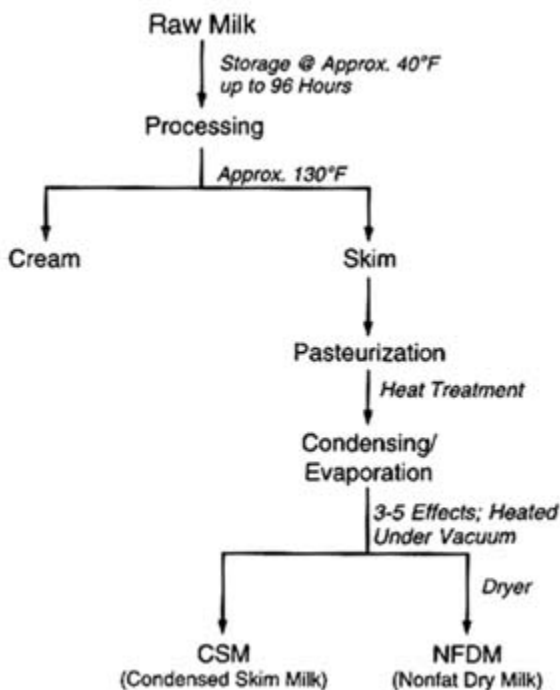 Raw Milk
Storage @ Approx. 40°F
up to 96 Hours
Processing
Approx. 130°F
Cream
Skim
Pasteurization
Heat Treatment
Condensing/
Evaporation
3-5 Effects; Heated
Under Vacuum
Dryer
CSM
(Condensed Skim Milk)
NFDM
(Nonfat Dry Milk)